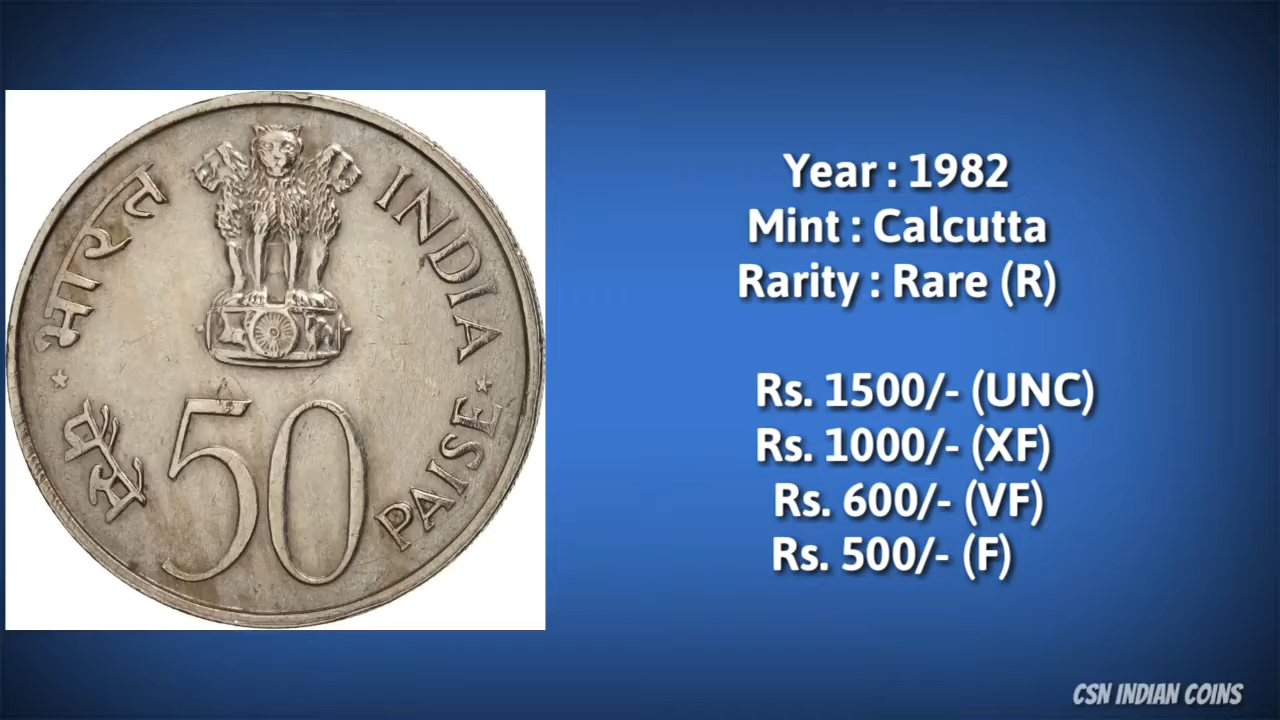 भारत
INDIA
पैसे
50
PAISE
Year : 1982
Mint : Calcutta
Rarity : Rare (R)
Rs. 1500/- (UNC)
Rs. 1000/- (XF)
Rs. 600/- (VF)
Rs. 500/- (F)
CSN INDIAN COINS